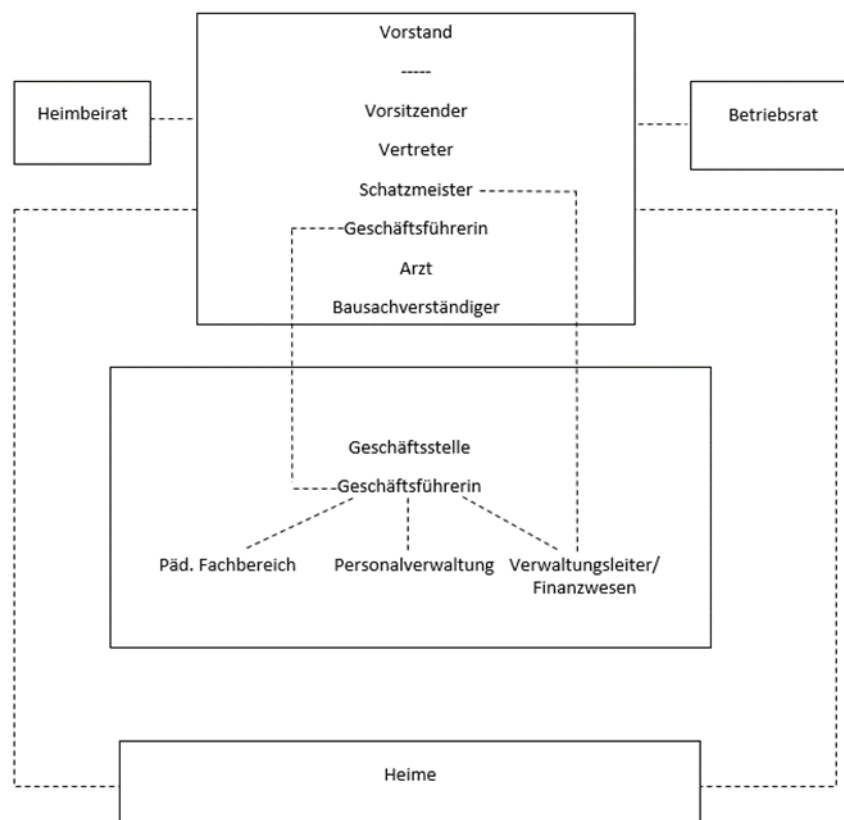 Vorstand
-----
Heimbeirat
Vorsitzender
Betriebsrat
Vertreter
Schatzmeister
Geschäftsführerin
Arzt
Bausachverständiger
Geschäftsstelle
Geschäftsführerin
Päd. Fachbereich
Personalverwaltung
Verwaltungsleiter/
Finanzwesen
Heime